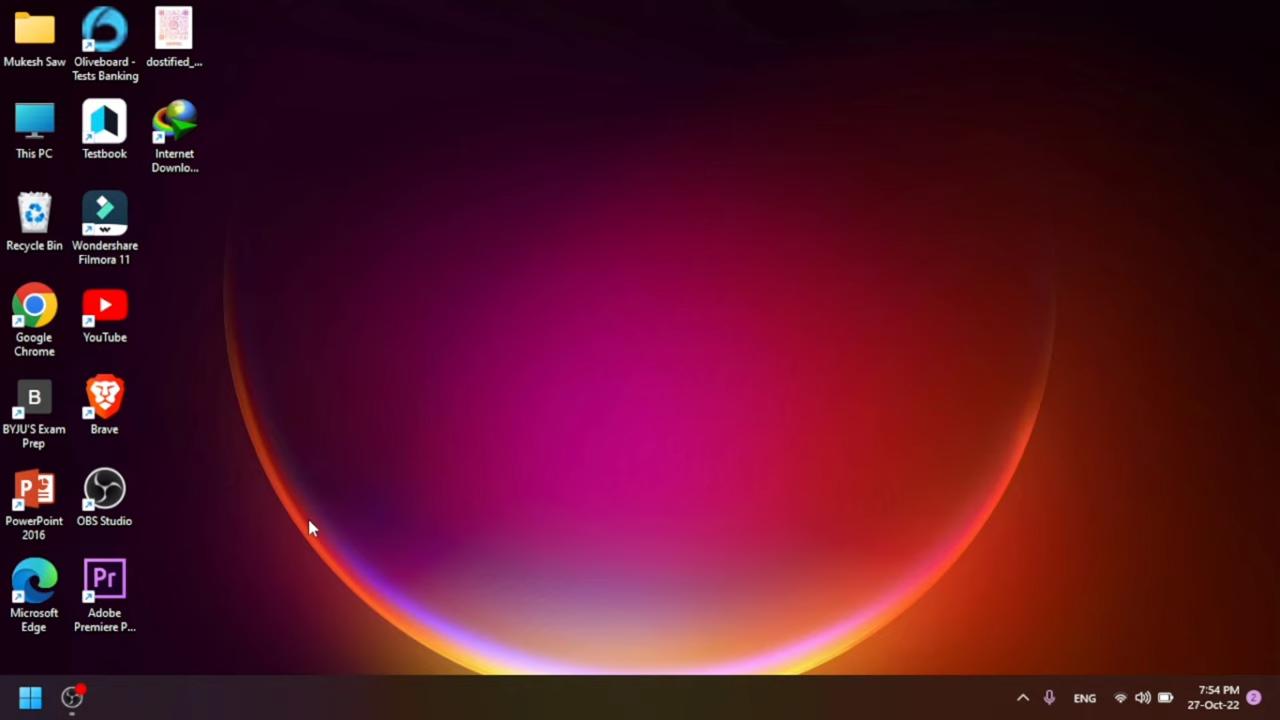 Mukesh Saw
Oliveboard -
Tests Banking
dostified_...
This PC
Testbook
Internet
Downlo...
Recycle Bin
Wondershare
Filmora 11
Google
Chrome
YouTube
B
BYJU'S Exam
Prep
Brave
P
PowerPoint
2016
OBS Studio
Microsoft
Edge
Pr
Adobe
Premiere P...
ENG
7:54 PM
27-Oct-22
2